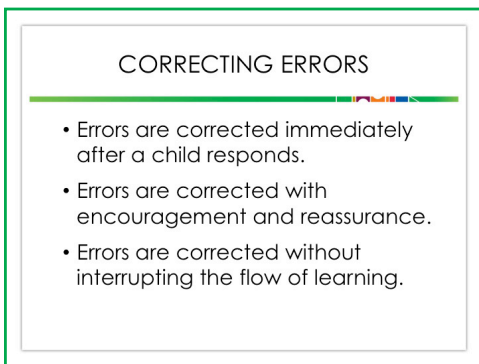 CORRECTING ERRORS
• Errors are corrected immediately
after a child responds.
• Errors are corrected with
encouragement and reassurance.
• Errors are corrected without
interrupting the flow of learning.